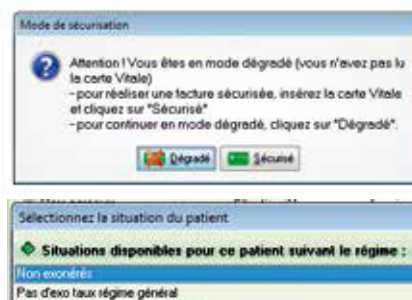 Mode de sécurisation
Attention ! Vous êtes en mode dégradé (vous n'avez pas lu
la carte Vitale)
-pour réaliser une facture sécurisée, insérez la carte Vitale
et cliquez sur "Sécurisé"
-pour continuer en mode dégradé, cliquez sur "Dégradé".
Dégradé Sécurisé
Sélectionnez la situation du patient
Situations disponibles pour ce patient suivant le régime :
Non exonérés
Pas d'exo taux régime général